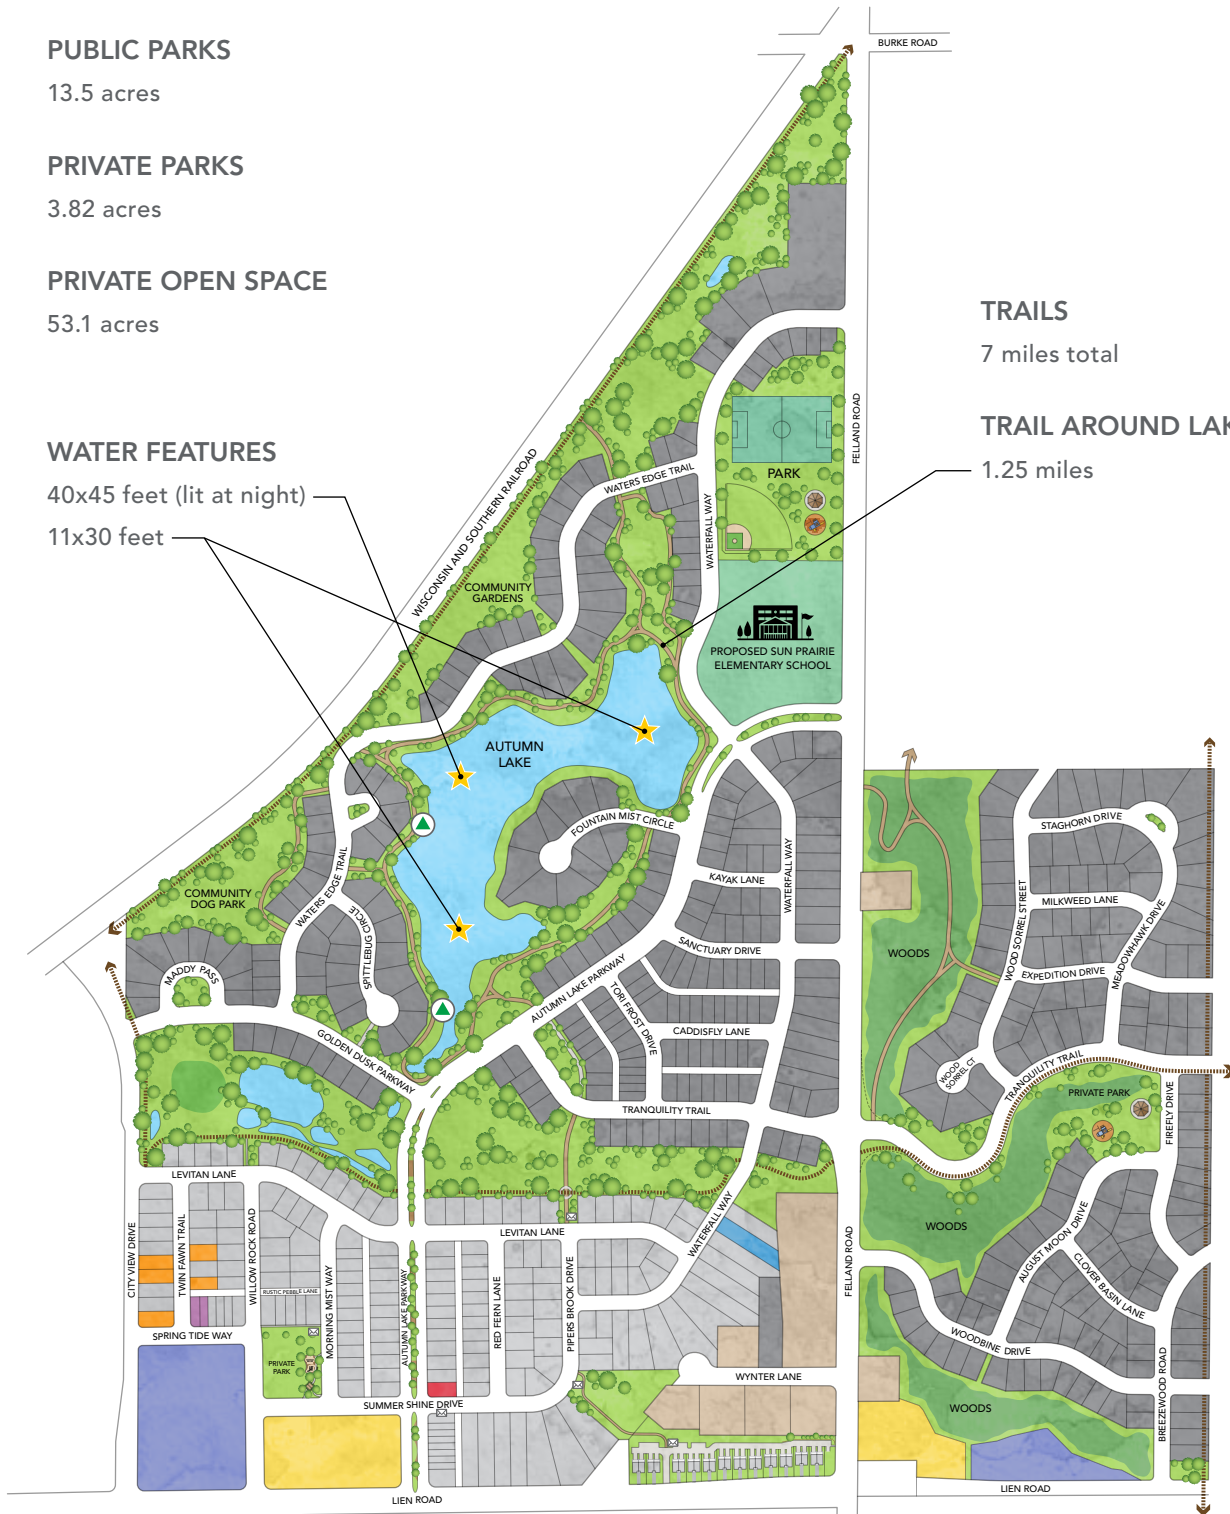 PUBLIC PARKS
13.5 acres
PRIVATE PARKS
3.82 acres
PRIVATE OPEN SPACE
53.1 acres
WATER FEATURES
40x45 feet (lit at night)
11x30 feet
TRAILS
7 miles total
TRAIL AROUND LAK
1.25 miles
BURKE ROAD
FELLAND ROAD
WISCONSIN AND SOUTHERN RAILROAD
WATERS EDGE TRAIL
WATERFALL WAY
PARK
COMMUNITY
GARDENS
PROPOSED SUN PRAIRIE
ELEMENTARY SCHOOL
AUTUMN
LAKE
FOUNTAIN MIST CIRCLE
KAYAK LANE
WATERFALL WAY
SANCTUARY DRIVE
AUTUMN LAKE PARKWAY
TORI FROST DRIVE
CADDISFLY LANE
TRANQUILITY TRAIL
COMMUNITY
DOG PARK
WATERS EDGE TRAIL
SPITTLEBUG CIRCLE
MADDY PASS
GOLDEN DUSK PARKWAY
STAGHORN DRIVE
MILKWEED LANE
WOOD SORREL STREET
MEADOWHAWK DRIVE
EXPEDITION DRIVE
WOODS
WOOD
SORREL CT
TRANQUILITY TRAIL
PRIVATE PARK
FIREFLY DRIVE
WOODS
AUGUST MOON DRIVE
CLOVER BASIN LANE
WOODBINE DRIVE
BREEZEWOOD ROAD
WOODS
LIEN ROAD
LEVITAN LANE
CITY VIEW DRIVE
TWIN FAWN TRAIL
WILLOW ROCK ROAD
RUSTIC PEBBLE LANE
MORNING MIST WAY
AUTUMN LAKE PARKWAY
SPRING TIDE WAY
PRIVATE
PARK
LEVITAN LANE
RED FERN LANE
PIPERS BROOK DRIVE
WATERFALL WAY
FELLAND ROAD
WYNTER LANE
SUMMER SHINE DRIVE
LIEN ROAD